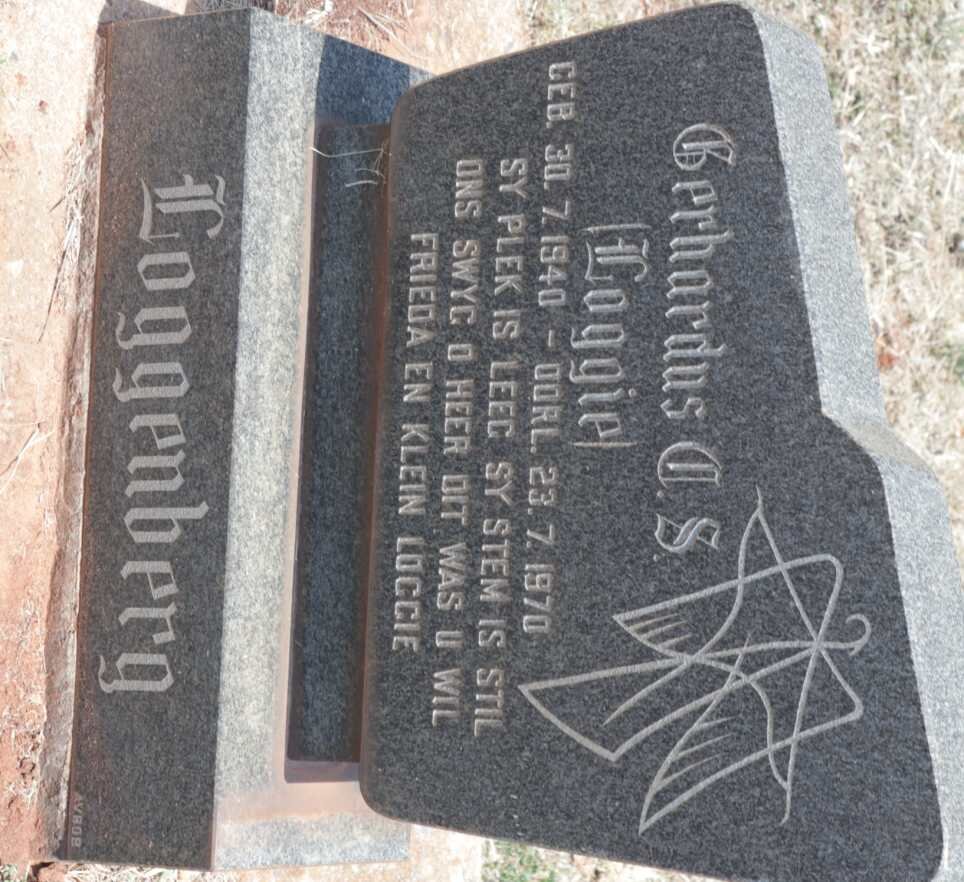 Gerhardus D. S.
(Loggie)
GEB. 30.7.1940 – OORL. 23.7.1970
SY PLEK IS LEEG SY STEM IS STIL
ONS SWYG O HEER DIT WAS U WIL
FRIEDA EN KLEIN LOGGIE
Loggenberg
AVBOB